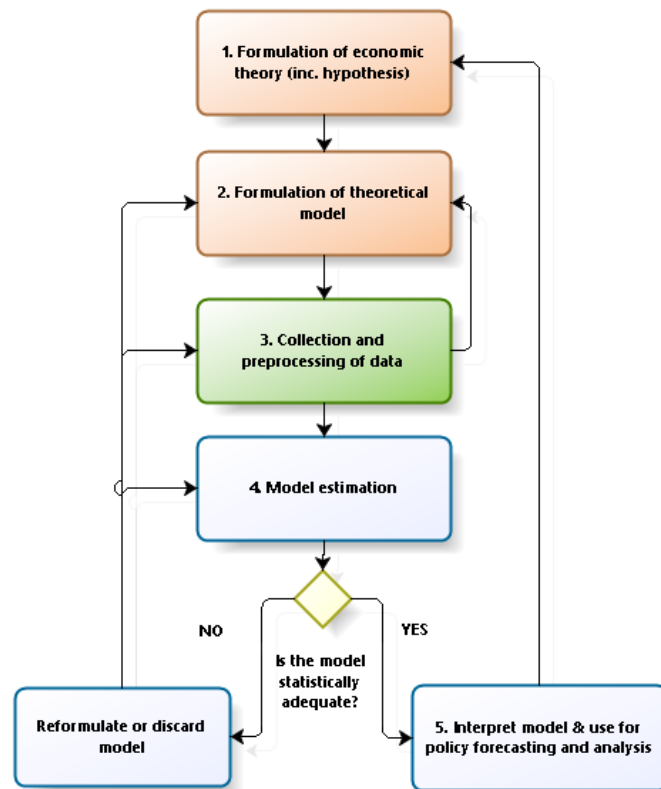 1. Formulation of economic
theory (inc. hypothesis)
2. Formulation of theoretical
model
3. Collection and
preprocessing of data
4. Model estimation
NO
YES
Is the model
statistically
adequate?
Reformulate or discard
model
5. Interpret model & use for
policy forecasting and analysis